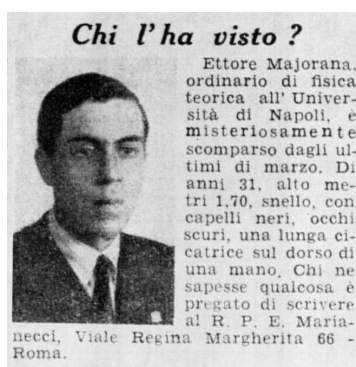 Chi l'ha visto ?
Ettore Majorana,
ordinario di fisica
teorica all' Univer-
sità di Napoli, è
misteriosamente
scomparso dagli ul-
timi di marzo. Di
anni 31, alto me-
tri 1,70, snello, con
capelli neri, occhi
scuri, una lunga ci-
catrice sul dorso di
una mano. Chi ne
sapesse qualcosa è
pregato di scrivere
al R. P. E. Maria-
necci, Viale Regina Margherita 66 -
Roma.